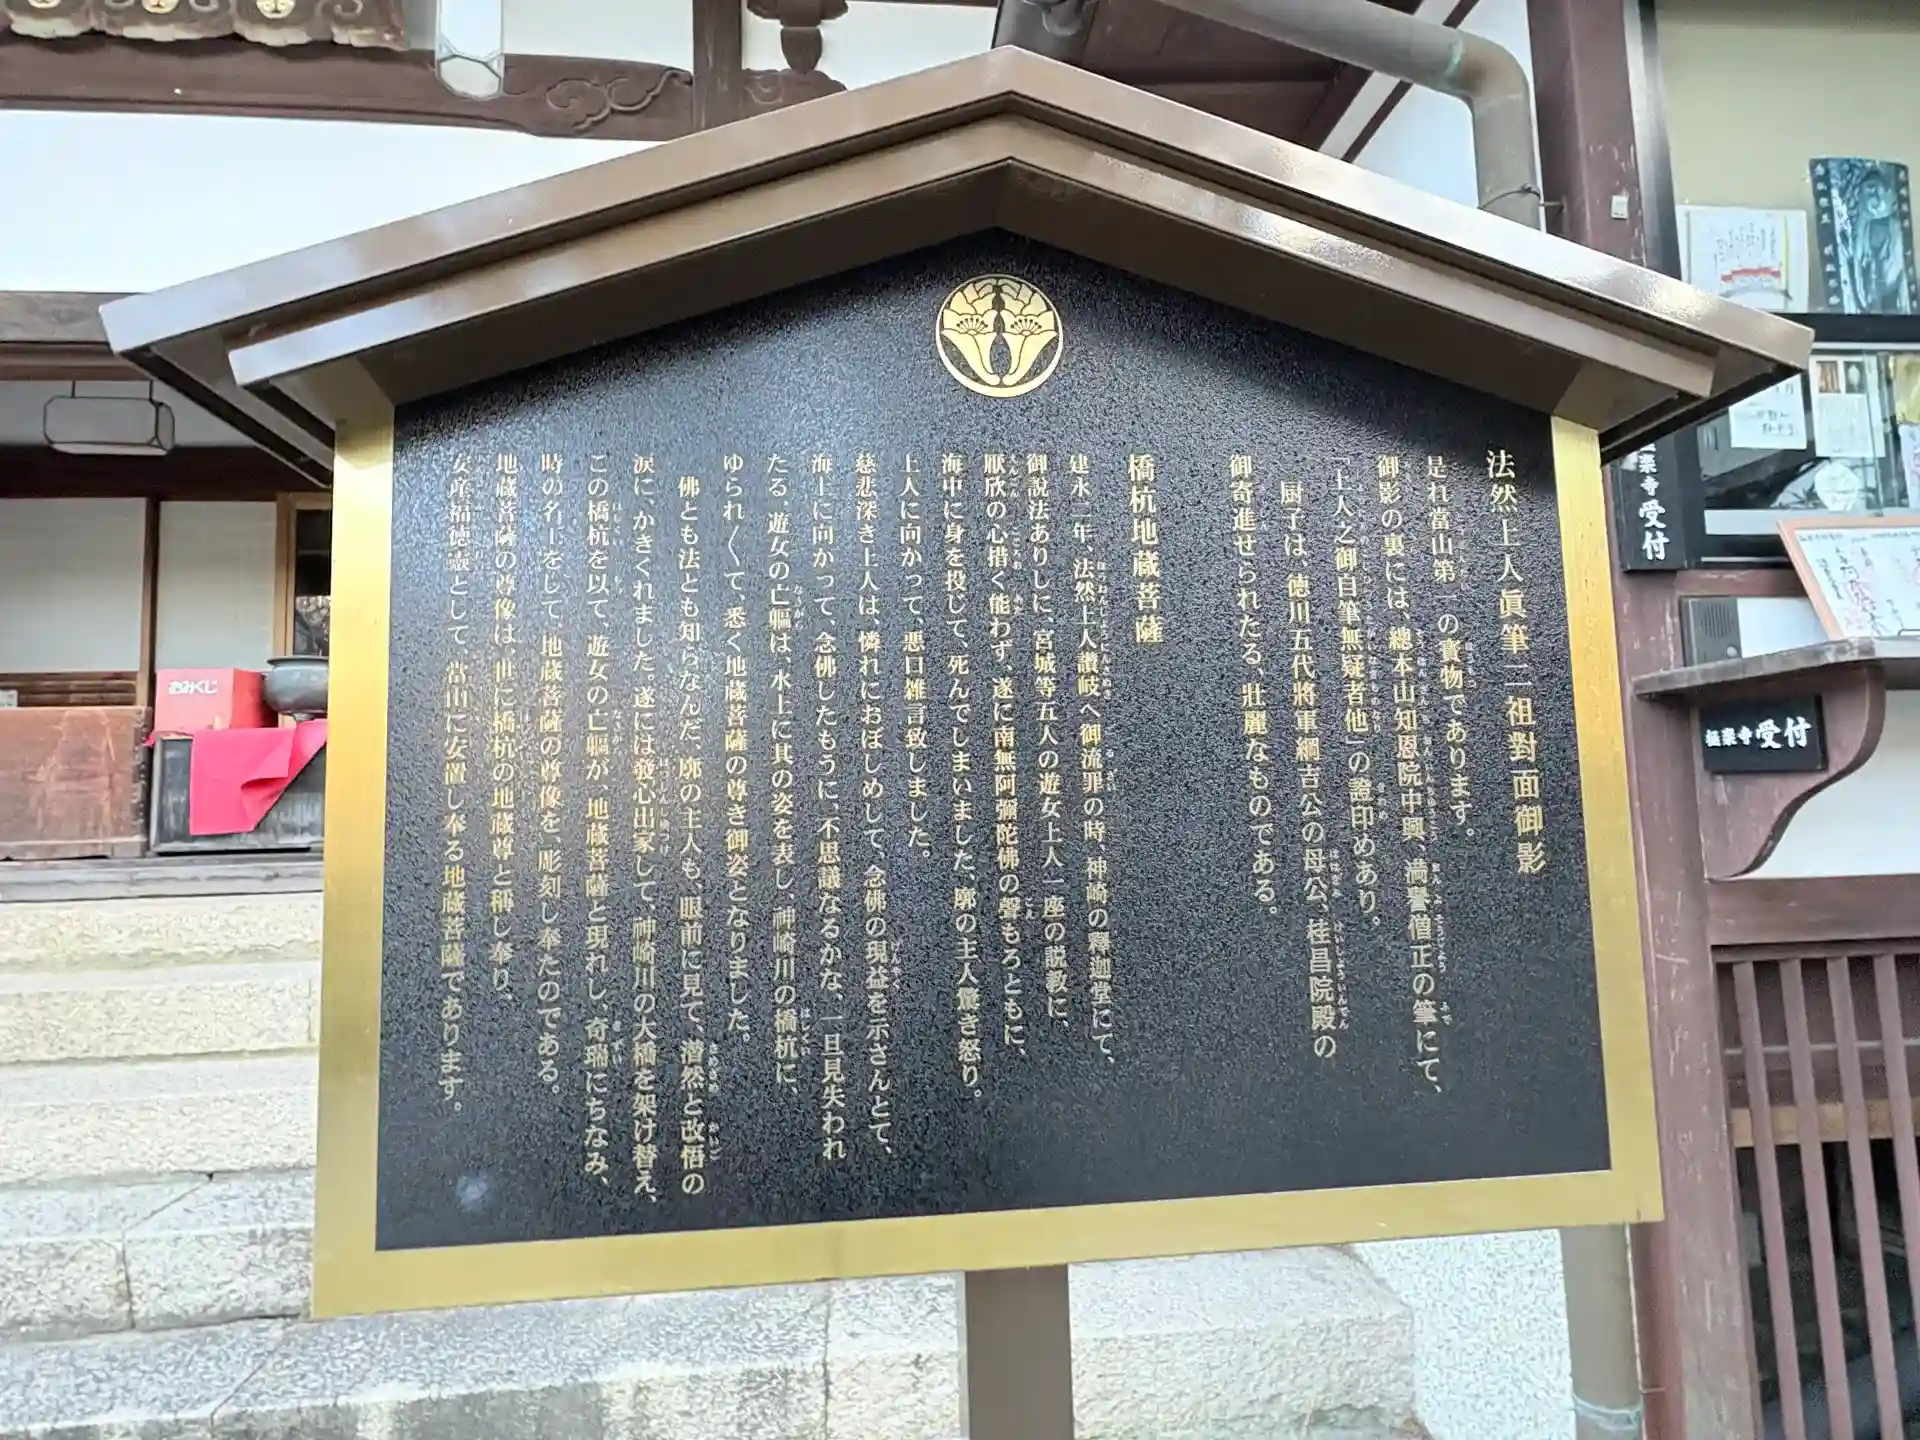 法然上人眞筆二祖對面御影
是れ當山第一の寶物であります。
御影の裏には、總本山知恩院中興、満譽僧正の筆にて、
「上人之御自筆無疑者他」の證印めあり。
厨子は、徳川五代將軍綱吉公の母公、桂昌院殿の
御寄進せられたる、壯麗なものである。
橋杭地蔵菩薩
建永二年、法然上人讃岐へ御流罪の時、神崎の釋迦堂にて、
御説法ありしに、宮城等五人の遊女上人一座の説教に、
厭欣の心措く能わず、遂に南無阿彌陀佛の聲もろともに、
海中に身を投じて、死んでしまいました、廓の主人驚き怒り。
上人に向かって、悪口雑言致しました。
慈悲深き上人は、憐れにおぼしめして、念佛の現益を示さんとて、
海上に向かって、念佛したもうに、不思議なるかな、一旦見失われ
たる、遊女の亡軀は、水上に其の姿を表し、神崎川の橋杭に、
ゆられ〱て、悉く地蔵菩薩の尊き御姿となりました。
佛とも法とも知らなんだ、廓の主人も、眼前に見て、潸然と改悟の
涙に、かきくれました。遂には發心出家して、神崎川の大橋を架け替え、
この橋杭を以て、遊女の亡軀が、地蔵菩薩と現れし、奇瑞にちなみ、
時の名工をして、地蔵菩薩の尊像を、彫刻し奉たのである。
地蔵菩薩の尊像は、世に橋杭の地蔵尊と稱し奉り、
安産福徳尊として、當山に安置し奉る地蔵菩薩であります。
おみくじ
極楽寺受付
極楽寺受付